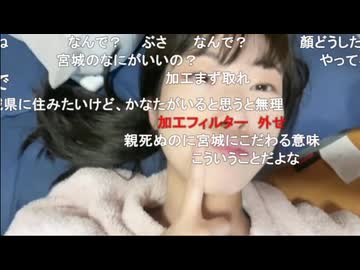 ね なんで？ ぶさ なんで？ 顔どうした
宮城のなにがいいの？ やって
で 加工まず取れ
県に住みたいけど、かなたがいると思うと無理
加工フィルター 外せ
親死ぬのに宮城にこだわる意味
こういうことだよな